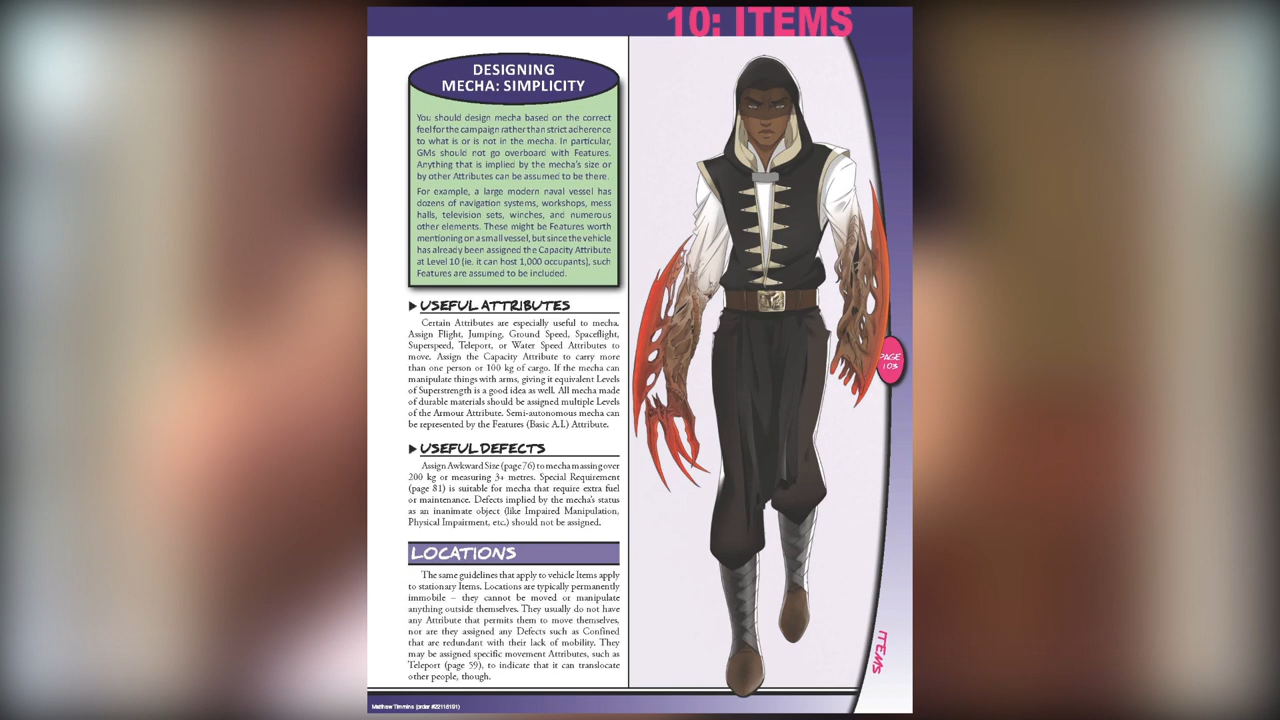 10: ITEMS
DESIGNING
MECHA: SIMPLICITY
You should design mecha based on the correct
feel for the campaign rather than strict adherence
to what is or is not in the mecha. In particular,
GMs should not go overboard with Features.
Anything that is implied by the mecha's size or
by other Attributes can be assumed to be there.
For example, a large modern naval vessel has
dozens of navigation systems, workshops, mess
halls, television sets, winches, and numerous
other elements. These might be Features worth
mentioning on a small vessel, but since the vehicle
has already been assigned the Capacity Attribute
at Level 10 (ie. it can host 1,000 occupants), such
Features are assumed to be included.
USEFUL ATTRIBUTES
Certain Attributes are especially useful to mecha.
Assign Flight, Jumping, Ground Speed, Spaceflight,
Superspeed, Teleport, or Water Speed Attributes to
move. Assign the Capacity Attribute to carry more
than one person or 100 kg of cargo. If the mecha can
manipulate things with arms, giving it equivalent Levels
of Superstrength is a good idea as well. All mecha made
of durable materials should be assigned multiple Levels
of the Armour Attribute. Semi-autonomous mecha can
be represented by the Features (Basic A.I.) Attribute.
USEFUL DEFECTS
Assign Awkward Size (page 76) to mecha massing over
200 kg or measuring 3+ metres. Special Requirement
(page 81) is suitable for mecha that require extra fuel
or maintenance. Defects implied by the mecha's status
as an inanimate object (like Impaired Manipulation,
Physical Impairment, etc.) should not be assigned.
LOCATIONS
The same guidelines that apply to vehicle Items apply
to stationary Items. Locations are typically permanently
immobile – they cannot be moved or manipulate
anything outside themselves. They usually do not have
any Attribute that permits them to move themselves,
nor are they assigned any Defects such as Confined
that are redundant with their lack of mobility. They
may be assigned specific movement Attributes, such as
Teleport (page 59), to indicate that it can translocate
other people, though.
PAGE
103
ITEMS
Matthew Timmins (order #22116191)